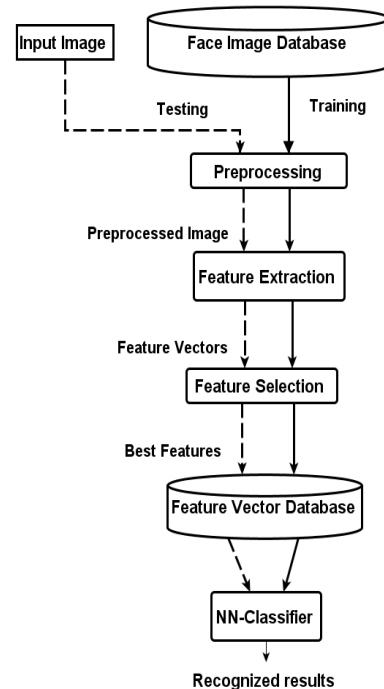 Input Image
Face Image Database
Testing
Training
Preprocessing
Preprocessed Image
Feature Extraction
Feature Vectors
Feature Selection
Best Features
Feature Vector Database
NN-Classifier
Recognized results